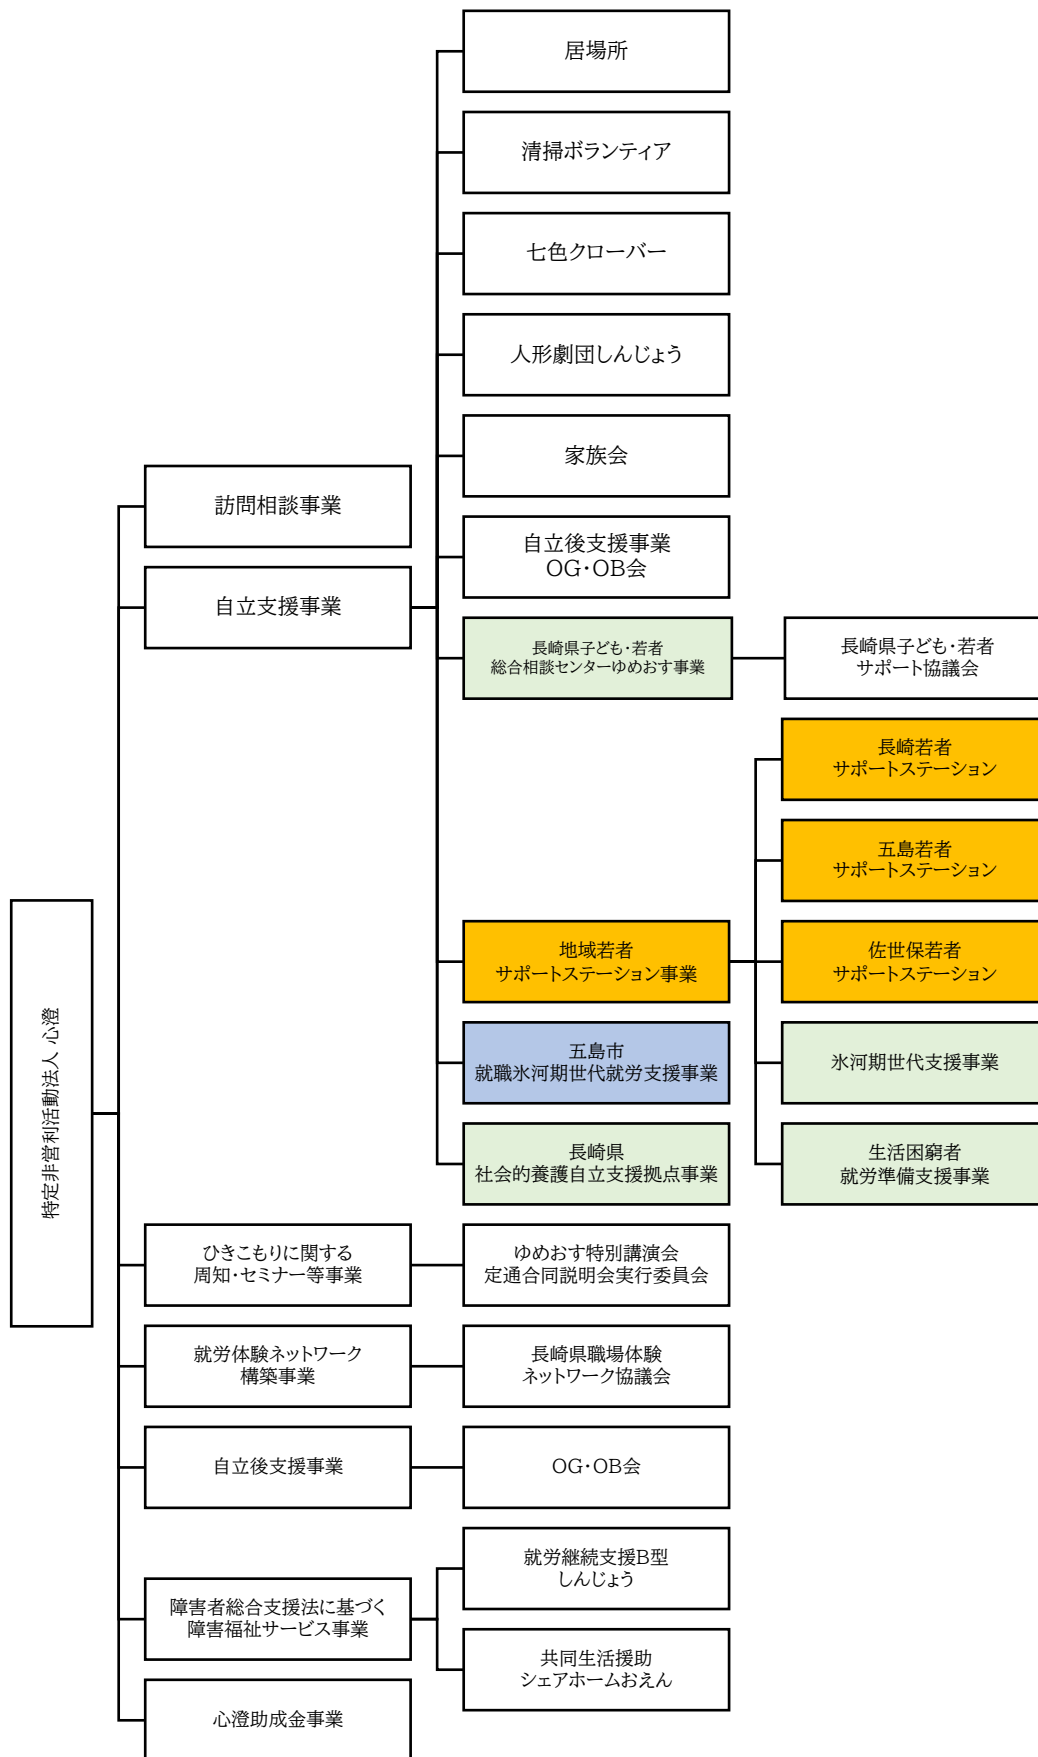 特定非営利活動法人 心澄
訪問相談事業
自立支援事業
居場所
清掃ボランティア
七色クローバー
人形劇団しんじょう
家族会
自立後支援事業
OG・OB会
長崎県子ども・若者
総合相談センターゆめおす事業
長崎県子ども・若者
サポート協議会
地域若者
サポートステーション事業
長崎若者
サポートステーション
五島若者
サポートステーション
佐世保若者
サポートステーション
氷河期世代支援事業
生活困窮者
就労準備支援事業
五島市
就職氷河期世代就労支援事業
長崎県
社会的養護自立支援拠点事業
ひきこもりに関する
周知・セミナー等事業
ゆめおす特別講演会
定通合同説明会実行委員会
就労体験ネットワーク
構築事業
長崎県職場体験
ネットワーク協議会
自立後支援事業
OG・OB会
障害者総合支援法に基づく
障害福祉サービス事業
就労継続支援B型
しんじょう
共同生活援助
シェアホームおえん
心澄助成金事業